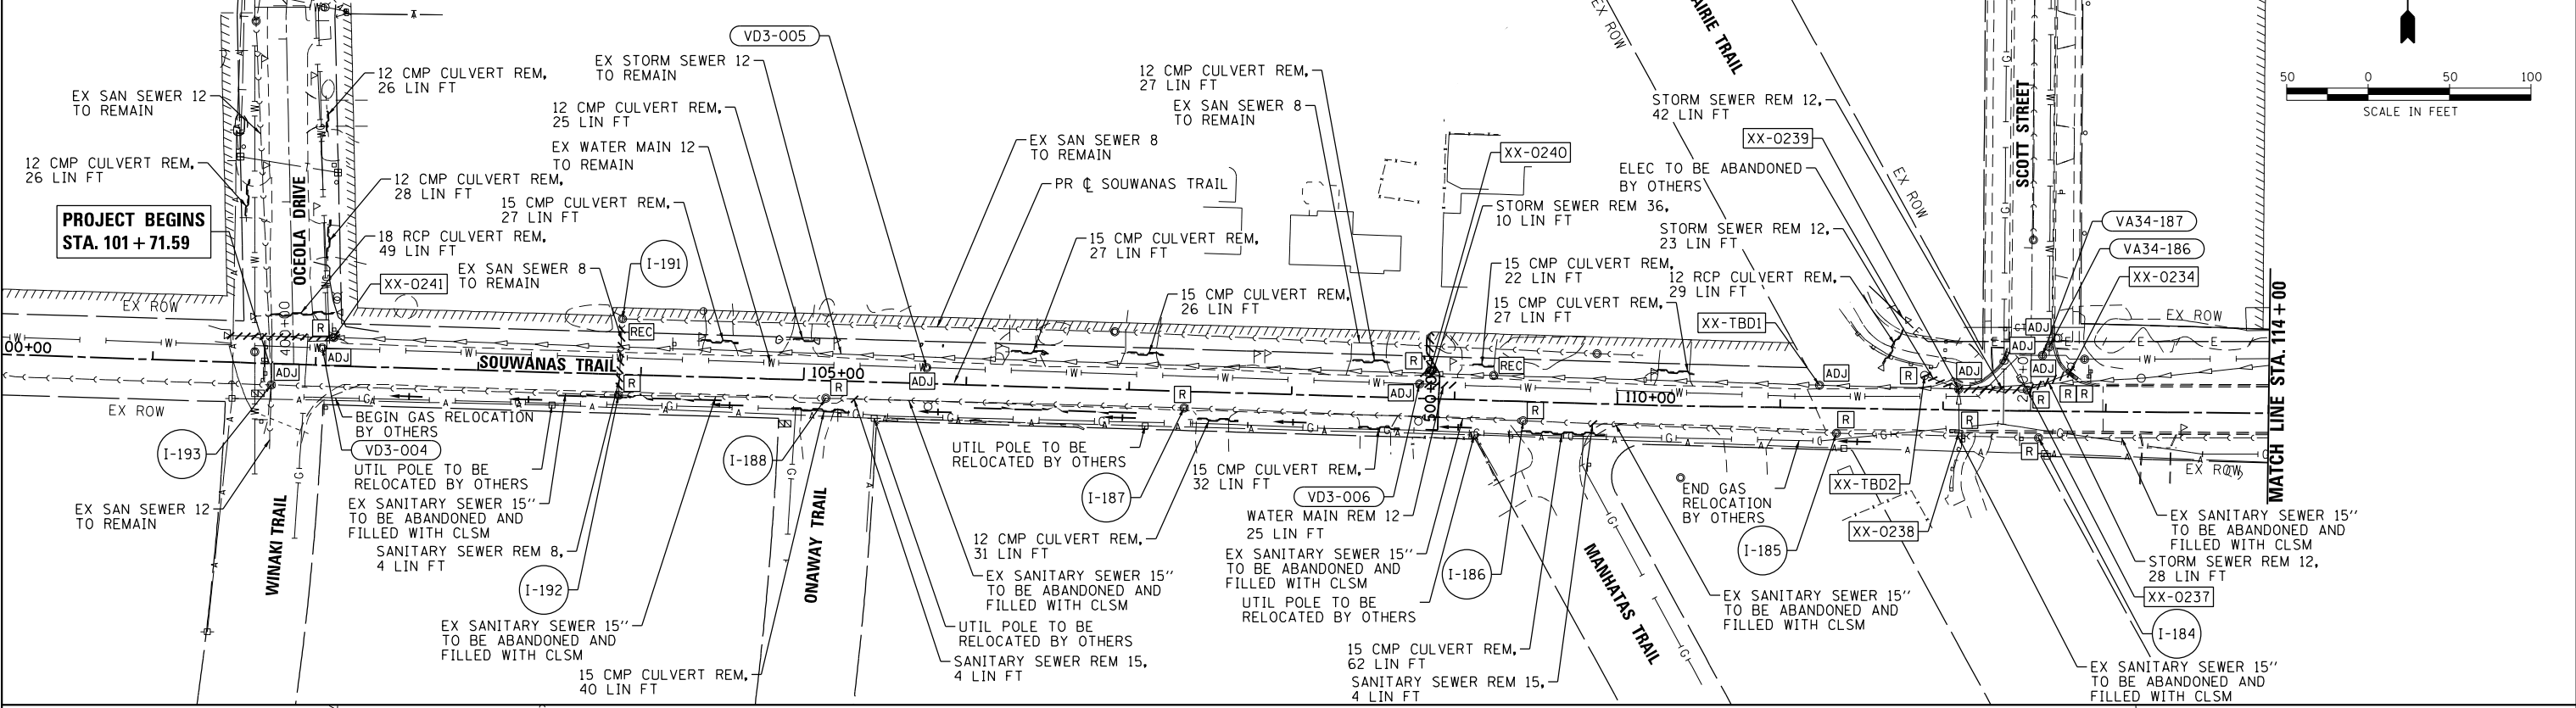 EX SAN SEWER 12
TO REMAIN
12 CMP CULVERT REM,
26 LIN FT
12 CMP CULVERT REM,
26 LIN FT
PROJECT BEGINS
STA. 101+71.59
OCEOLA DRIVE
12 CMP CULVERT REM,
28 LIN FT
18 RCP CULVERT REM,
49 LIN FT
XX-0241
EX SAN SEWER 8
TO REMAIN
I-191
VD3-005
EX STORM SEWER 12
TO REMAIN
12 CMP CULVERT REM,
25 LIN FT
EX WATER MAIN 12
TO REMAIN
15 CMP CULVERT REM,
27 LIN FT
EX SAN SEWER 8
TO REMAIN
PR ℄ SOUWANAS TRAIL
15 CMP CULVERT REM,
27 LIN FT
15 CMP CULVERT REM,
26 LIN FT
12 CMP CULVERT REM,
27 LIN FT
EX SAN SEWER 8
TO REMAIN
XX-0240
STORM SEWER REM 36,
10 LIN FT
15 CMP CULVERT REM,
22 LIN FT
15 CMP CULVERT REM,
27 LIN FT
EX ROW
AIRIE TRAIL
STORM SEWER REM 12,
42 LIN FT
XX-0239
ELEC TO BE ABANDONED
BY OTHERS
STORM SEWER REM 12,
23 LIN FT
12 RCP CULVERT REM,
29 LIN FT
XX-TBD1
EX ROW
SCOTT STREET
VA34-187
VA34-186
XX-0234
50 0 50 100
SCALE IN FEET
MATCH LINE STA. 114+00
EX ROW
EX ROW
400+00
R
ADJ
ADJ
00+00
SOUWANAS TRAIL
REC
R
105+00
R
ADJ
R
R
ADJ
500+00
REC
R
110+00
ADJ
R
R
ADJ
R
ADJ
ADJ
ADJ
R
R
R
R
EX ROW
EX ROW
I-193
EX SAN SEWER 12
TO REMAIN
WINAKI TRAIL
BEGIN GAS RELOCATION
BY OTHERS
VD3-004
UTIL POLE TO BE
RELOCATED BY OTHERS
EX SANITARY SEWER 15''
TO BE ABANDONED AND
FILLED WITH CLSM
SANITARY SEWER REM 8,
4 LIN FT
I-192
EX SANITARY SEWER 15''
TO BE ABANDONED AND
FILLED WITH CLSM
15 CMP CULVERT REM,
40 LIN FT
I-188
ONAWAY TRAIL
UTIL POLE TO BE
RELOCATED BY OTHERS
I-187
12 CMP CULVERT REM,
31 LIN FT
EX SANITARY SEWER 15''
TO BE ABANDONED AND
FILLED WITH CLSM
UTIL POLE TO BE
RELOCATED BY OTHERS
SANITARY SEWER REM 15,
4 LIN FT
15 CMP CULVERT REM,
32 LIN FT
VD3-006
WATER MAIN REM 12
25 LIN FT
EX SANITARY SEWER 15''
TO BE ABANDONED AND
FILLED WITH CLSM
UTIL POLE TO BE
RELOCATED BY OTHERS
I-186
15 CMP CULVERT REM,
62 LIN FT
SANITARY SEWER REM 15,
4 LIN FT
MANHATAS TRAIL
END GAS
RELOCATION
BY OTHERS
I-185
XX-TBD2
XX-0238
EX SANITARY SEWER 15''
TO BE ABANDONED AND
FILLED WITH CLSM
EX SANITARY SEWER 15''
TO BE ABANDONED AND
FILLED WITH CLSM
STORM SEWER REM 12,
28 LIN FT
XX-0237
I-184
EX SANITARY SEWER 15''
TO BE ABANDONED AND
FILLED WITH CLSM